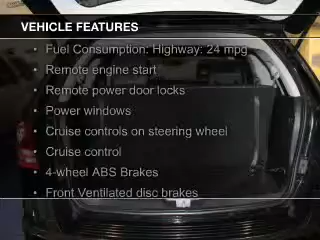 VEHICLE FEATURES
• Fuel Consumption: Highway: 24 mpg
• Remote engine start
• Remote power door locks
• Power windows
• Cruise controls on steering wheel
• Cruise control
• 4-wheel ABS Brakes
• Front Ventilated disc brakes